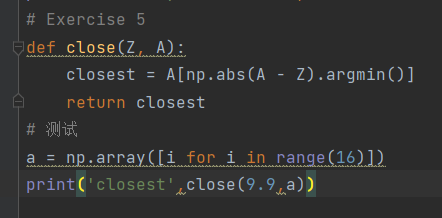 # Exercise 5
def close(Z, A):
    closest = A[np.abs(A - Z).argmin()]
    return closest
# 测试
a = np.array([i for i in range(16)])
print('closest',close(9.9,a))